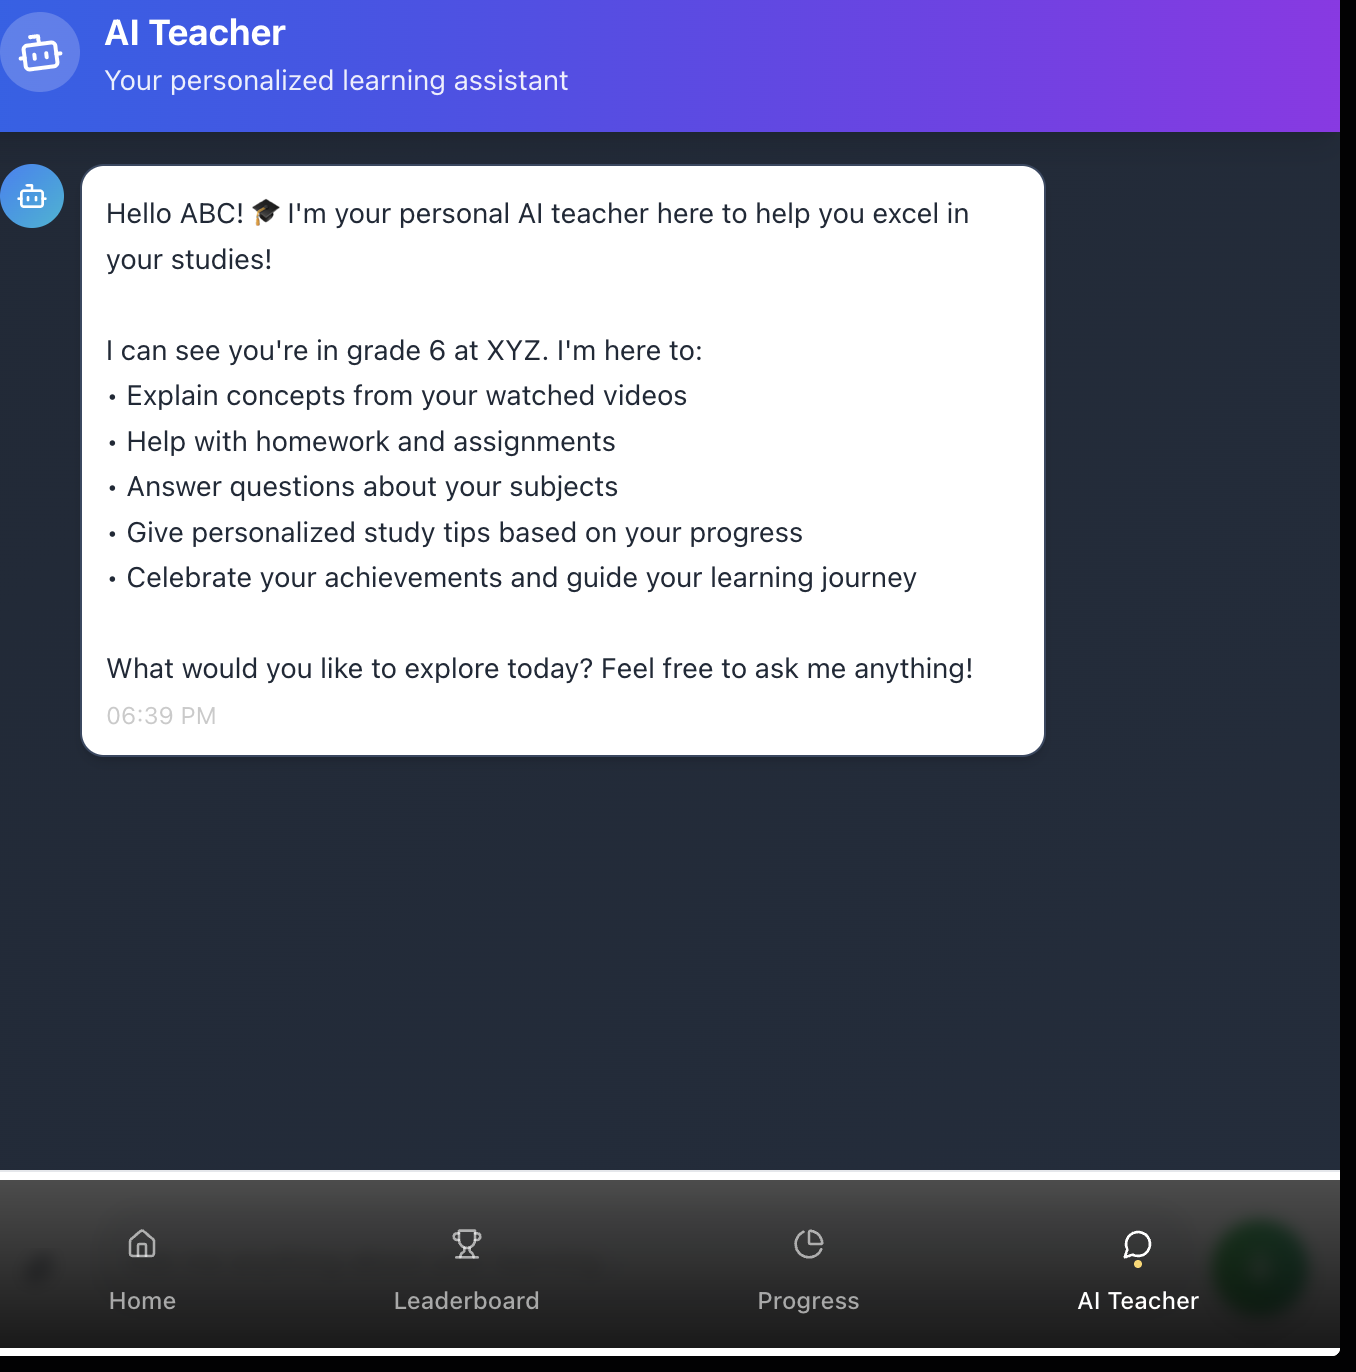 AI Teacher
Your personalized learning assistant
Hello ABC! 🎓 I'm your personal AI teacher here to help you excel in
your studies!
I can see you're in grade 6 at XYZ. I'm here to:
• Explain concepts from your watched videos
• Help with homework and assignments
• Answer questions about your subjects
• Give personalized study tips based on your progress
• Celebrate your achievements and guide your learning journey
What would you like to explore today? Feel free to ask me anything!
06:39 PM
Home
Leaderboard
Progress
AI Teacher